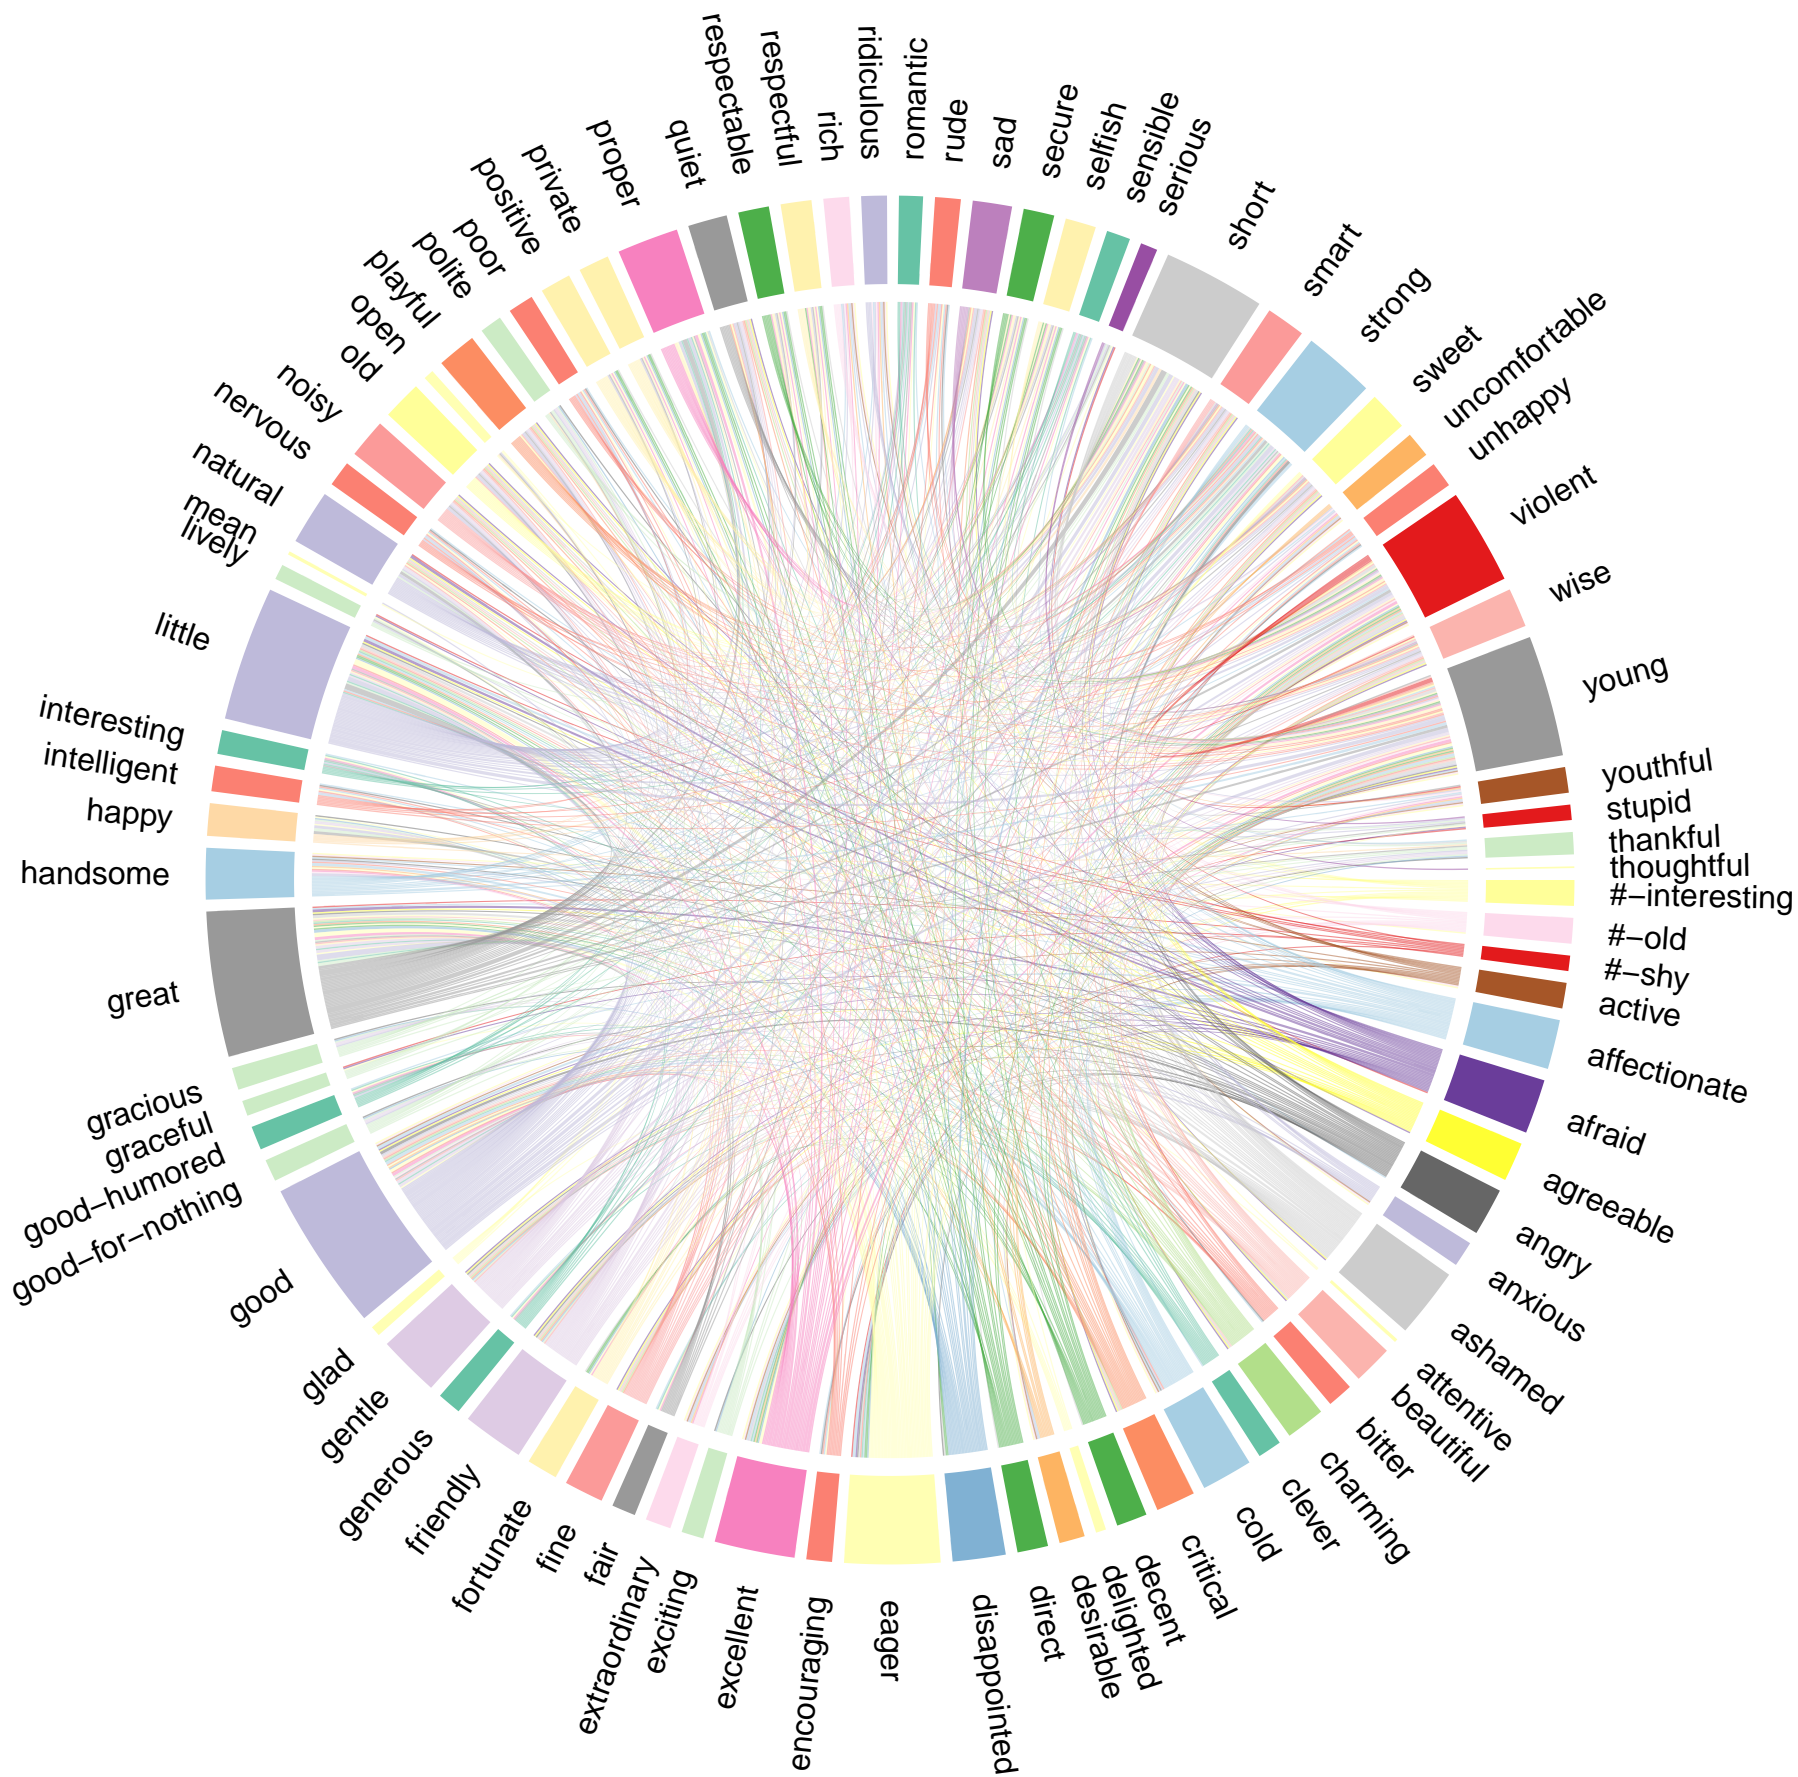 ridiculous
romantic
rude
sad
secure
selfish
sensible
serious
short
smart
strong
sweet
uncomfortable
unhappy
violent
wise
young
youthful
stupid
thankful
thoughtful
#−interesting
#−old
#−shy
active
affectionate
afraid
agreeable
angry
anxious
ashamed
attentive
beautiful
bitter
charming
clever
cold
critical
decent
delighted
desirable
direct
disappointed
eager
encouraging
excellent
exciting
extraordinary
fair
fine
fortunate
friendly
generous
gentle
glad
good
good−for−nothing
good−humored
graceful
gracious
great
handsome
happy
intelligent
interesting
little
lively
mean
natural
nervous
noisy
old
open
playful
polite
poor
positive
private
proper
quiet
respectable
respectful
rich